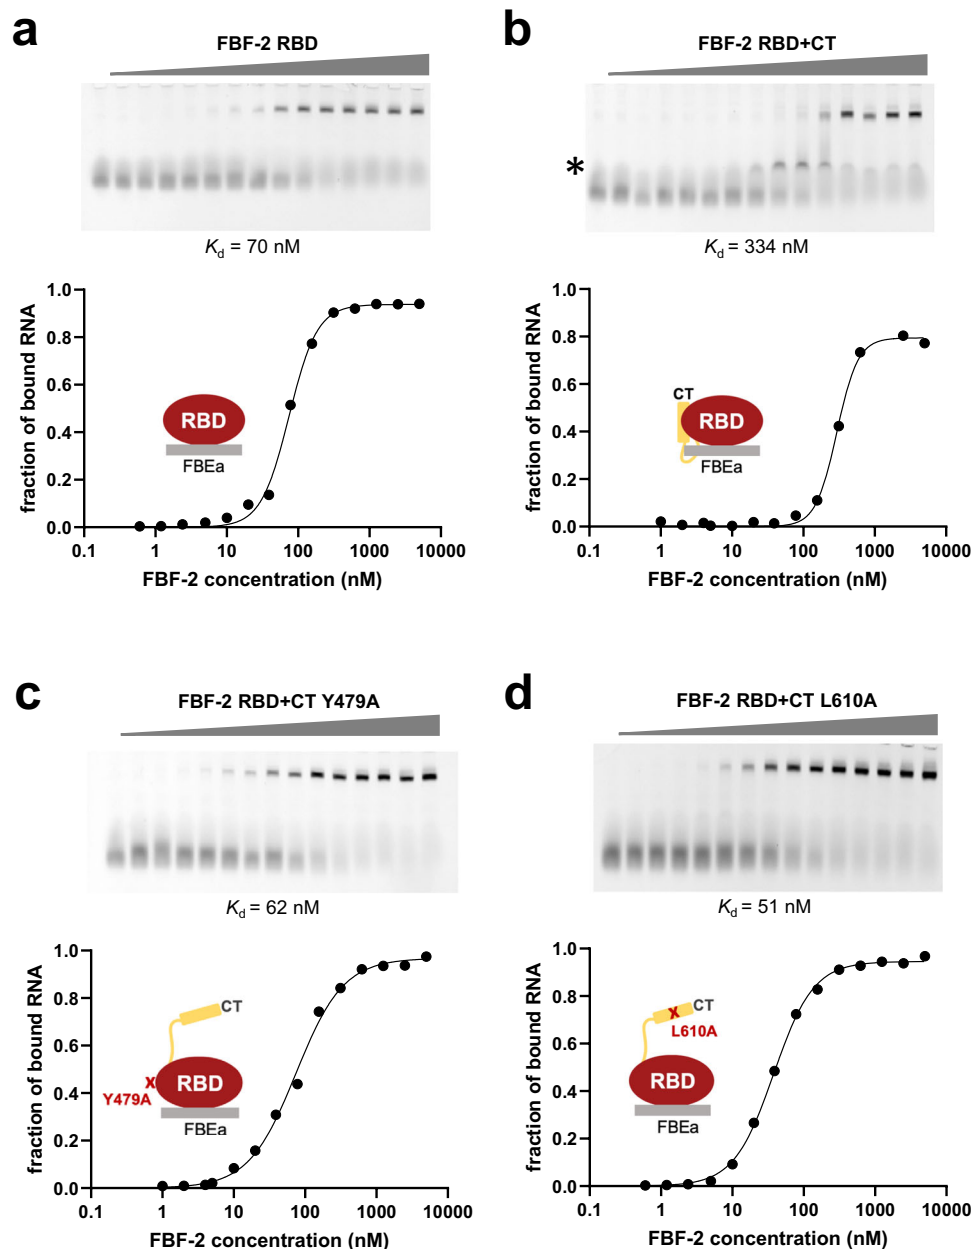 a
FBF-2 RBD
Kd = 70 nM
fraction of bound RNA
1.0
0.8
0.6
0.4
0.2
0.0
RBD
FBEa
0.1 1 10 100 1000 10000
FBF-2 concentration (nM)
b
FBF-2 RBD+CT
*
Kd = 334 nM
fraction of bound RNA
1.0
0.8
0.6
0.4
0.2
0.0
CT
RBD
FBEa
0.1 1 10 100 1000 10000
FBF-2 concentration (nM)
c
FBF-2 RBD+CT Y479A
Kd = 62 nM
fraction of bound RNA
1.0
0.8
0.6
0.4
0.2
0.0
CT
x
RBD
Y479A
FBEa
0.1 1 10 100 1000 10000
FBF-2 concentration (nM)
d
FBF-2 RBD+CT L610A
Kd = 51 nM
fraction of bound RNA
1.0
0.8
0.6
0.4
0.2
0.0
x
CT
L610A
RBD
FBEa
0.1 1 10 100 1000 10000
FBF-2 concentration (nM)